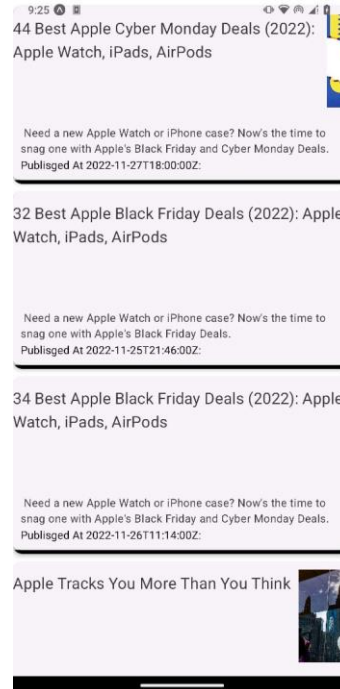 9:25
44 Best Apple Cyber Monday Deals (2022):
Apple Watch, iPads, AirPods
Need a new Apple Watch or iPhone case? Now's the time to
snag one with Apple's Black Friday and Cyber Monday Deals.
Publisged At 2022-11-27T18:00:00Z:
32 Best Apple Black Friday Deals (2022): Apple
Watch, iPads, AirPods
Need a new Apple Watch or iPhone case? Now's the time to
snag one with Apple's Black Friday Deals.
Publisged At 2022-11-25T21:46:00Z:
34 Best Apple Black Friday Deals (2022): Apple
Watch, iPads, AirPods
Need a new Apple Watch or iPhone case? Now's the time to
snag one with Apple's Black Friday and Cyber Monday Deals.
Publisged At 2022-11-26T11:14:00Z:
Apple Tracks You More Than You Think